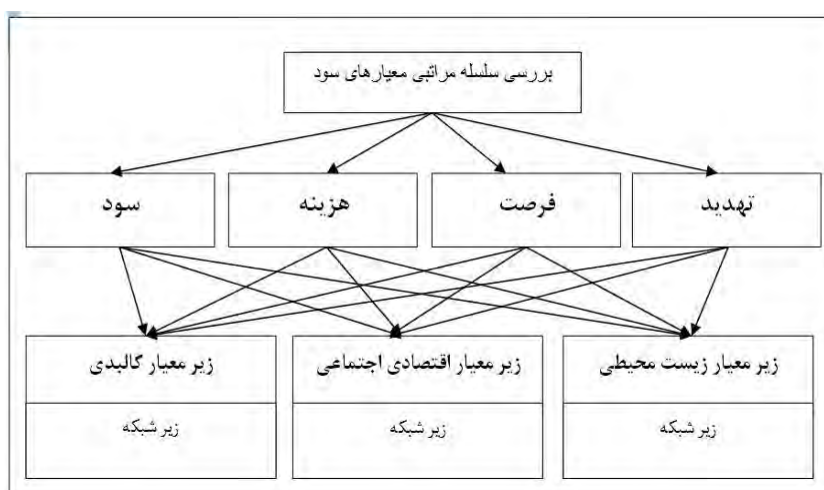 بررسی سلسله مراتبی معیارهای سود
تهدید
فرصت
هزینه
سود
زیر معیار زیست محیطی
زیر معیار اقتصادی اجتماعی
زیر معیار کالبدی
زیر شبکه
زیر شبکه
زیر شبکه